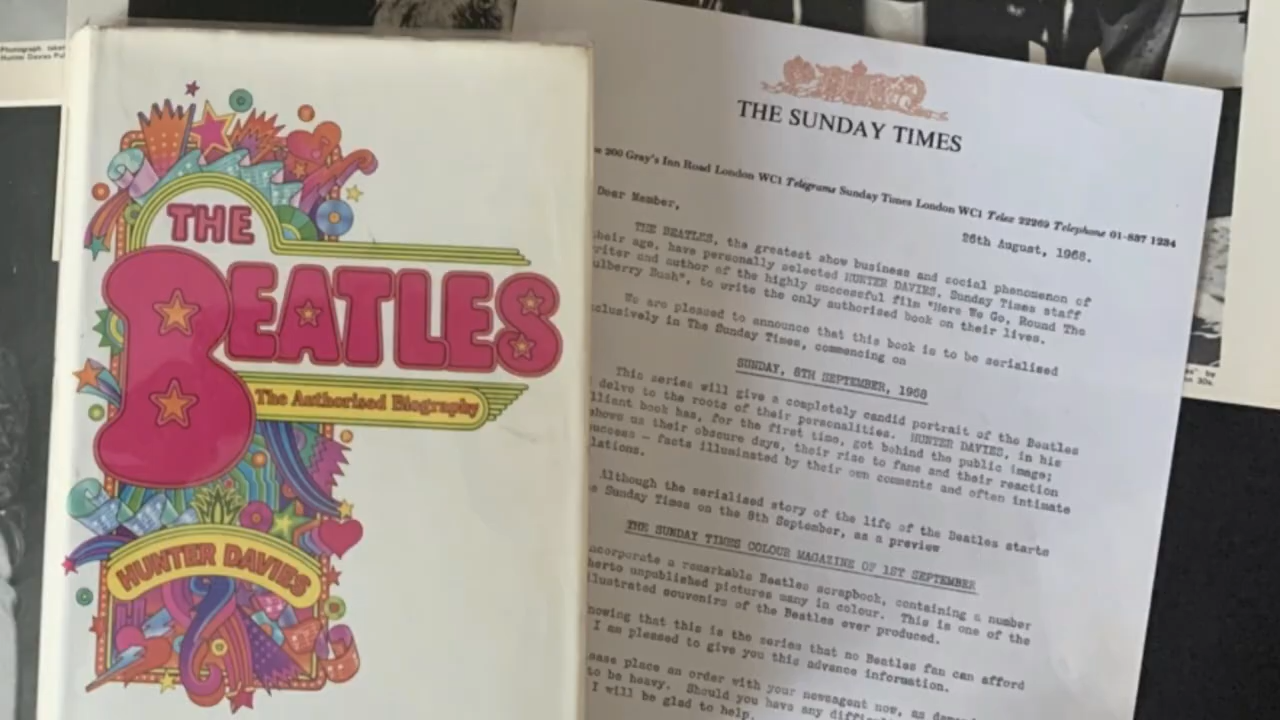 Photograph taken
Hunter Davies
THE
BEATLES
The Authorised Biography
HUNTER DAVIES
THE SUNDAY TIMES
200 Gray's Inn Road London WC1 Telegrams Sunday Times London WC1 Telex 22269 Telephone 01-837 1234
Dear Member,
26th August, 1968.
THE BEATLES, the greatest show business and social phenomenon of
their age, have personally selected HUNTER DAVIES, Sunday Times staff
writer and author of the highly successful film "Here We Go, Round The
ulberry Bush", to write the only authorised book on their lives.
We are pleased to announce that this book is to be serialised
clusively in The Sunday Times, commencing on
SUNDAY, 8TH SEPTEMBER, 1968
This series will give a completely candid portrait of the Beatles
delve to the roots of their personalities. HUNTER DAVIES, in his
lliant book has, for the first time, got behind the public image;
shows us their obscure days, their rise to fame and their reaction
uccess - facts illuminated by their own comments and often intimate
lations.
Although the serialised story of the life of the Beatles starts
e Sunday Times on the 8th September, as a preview
THE SUNDAY TIMES COLOUR MAGAZINE OF 1ST SEPTEMBER
ncorporate a remarkable Beatles scrapbook, containing a number
herto unpublished pictures many in colour. This is one of the
llustrated souvenirs of the Beatles ever produced.
nowing that this is the series that no Beatles fan can afford
I am pleased to give you this advance information.
ease place an order with your newsagent now, as deman
to be heavy. Should you have any diffic
I will be glad to help.
by
30s.